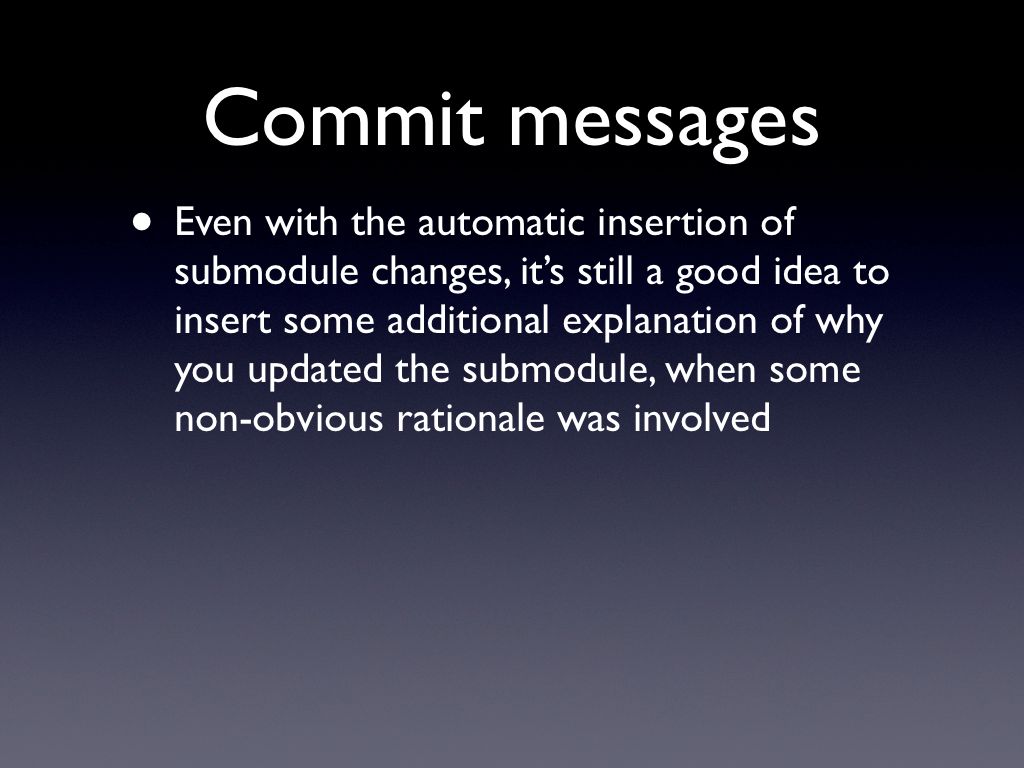 Commit messages
• Even with the automatic insertion of
submodule changes, it’s still a good idea to
insert some additional explanation of why
you updated the submodule, when some
non-obvious rationale was involved